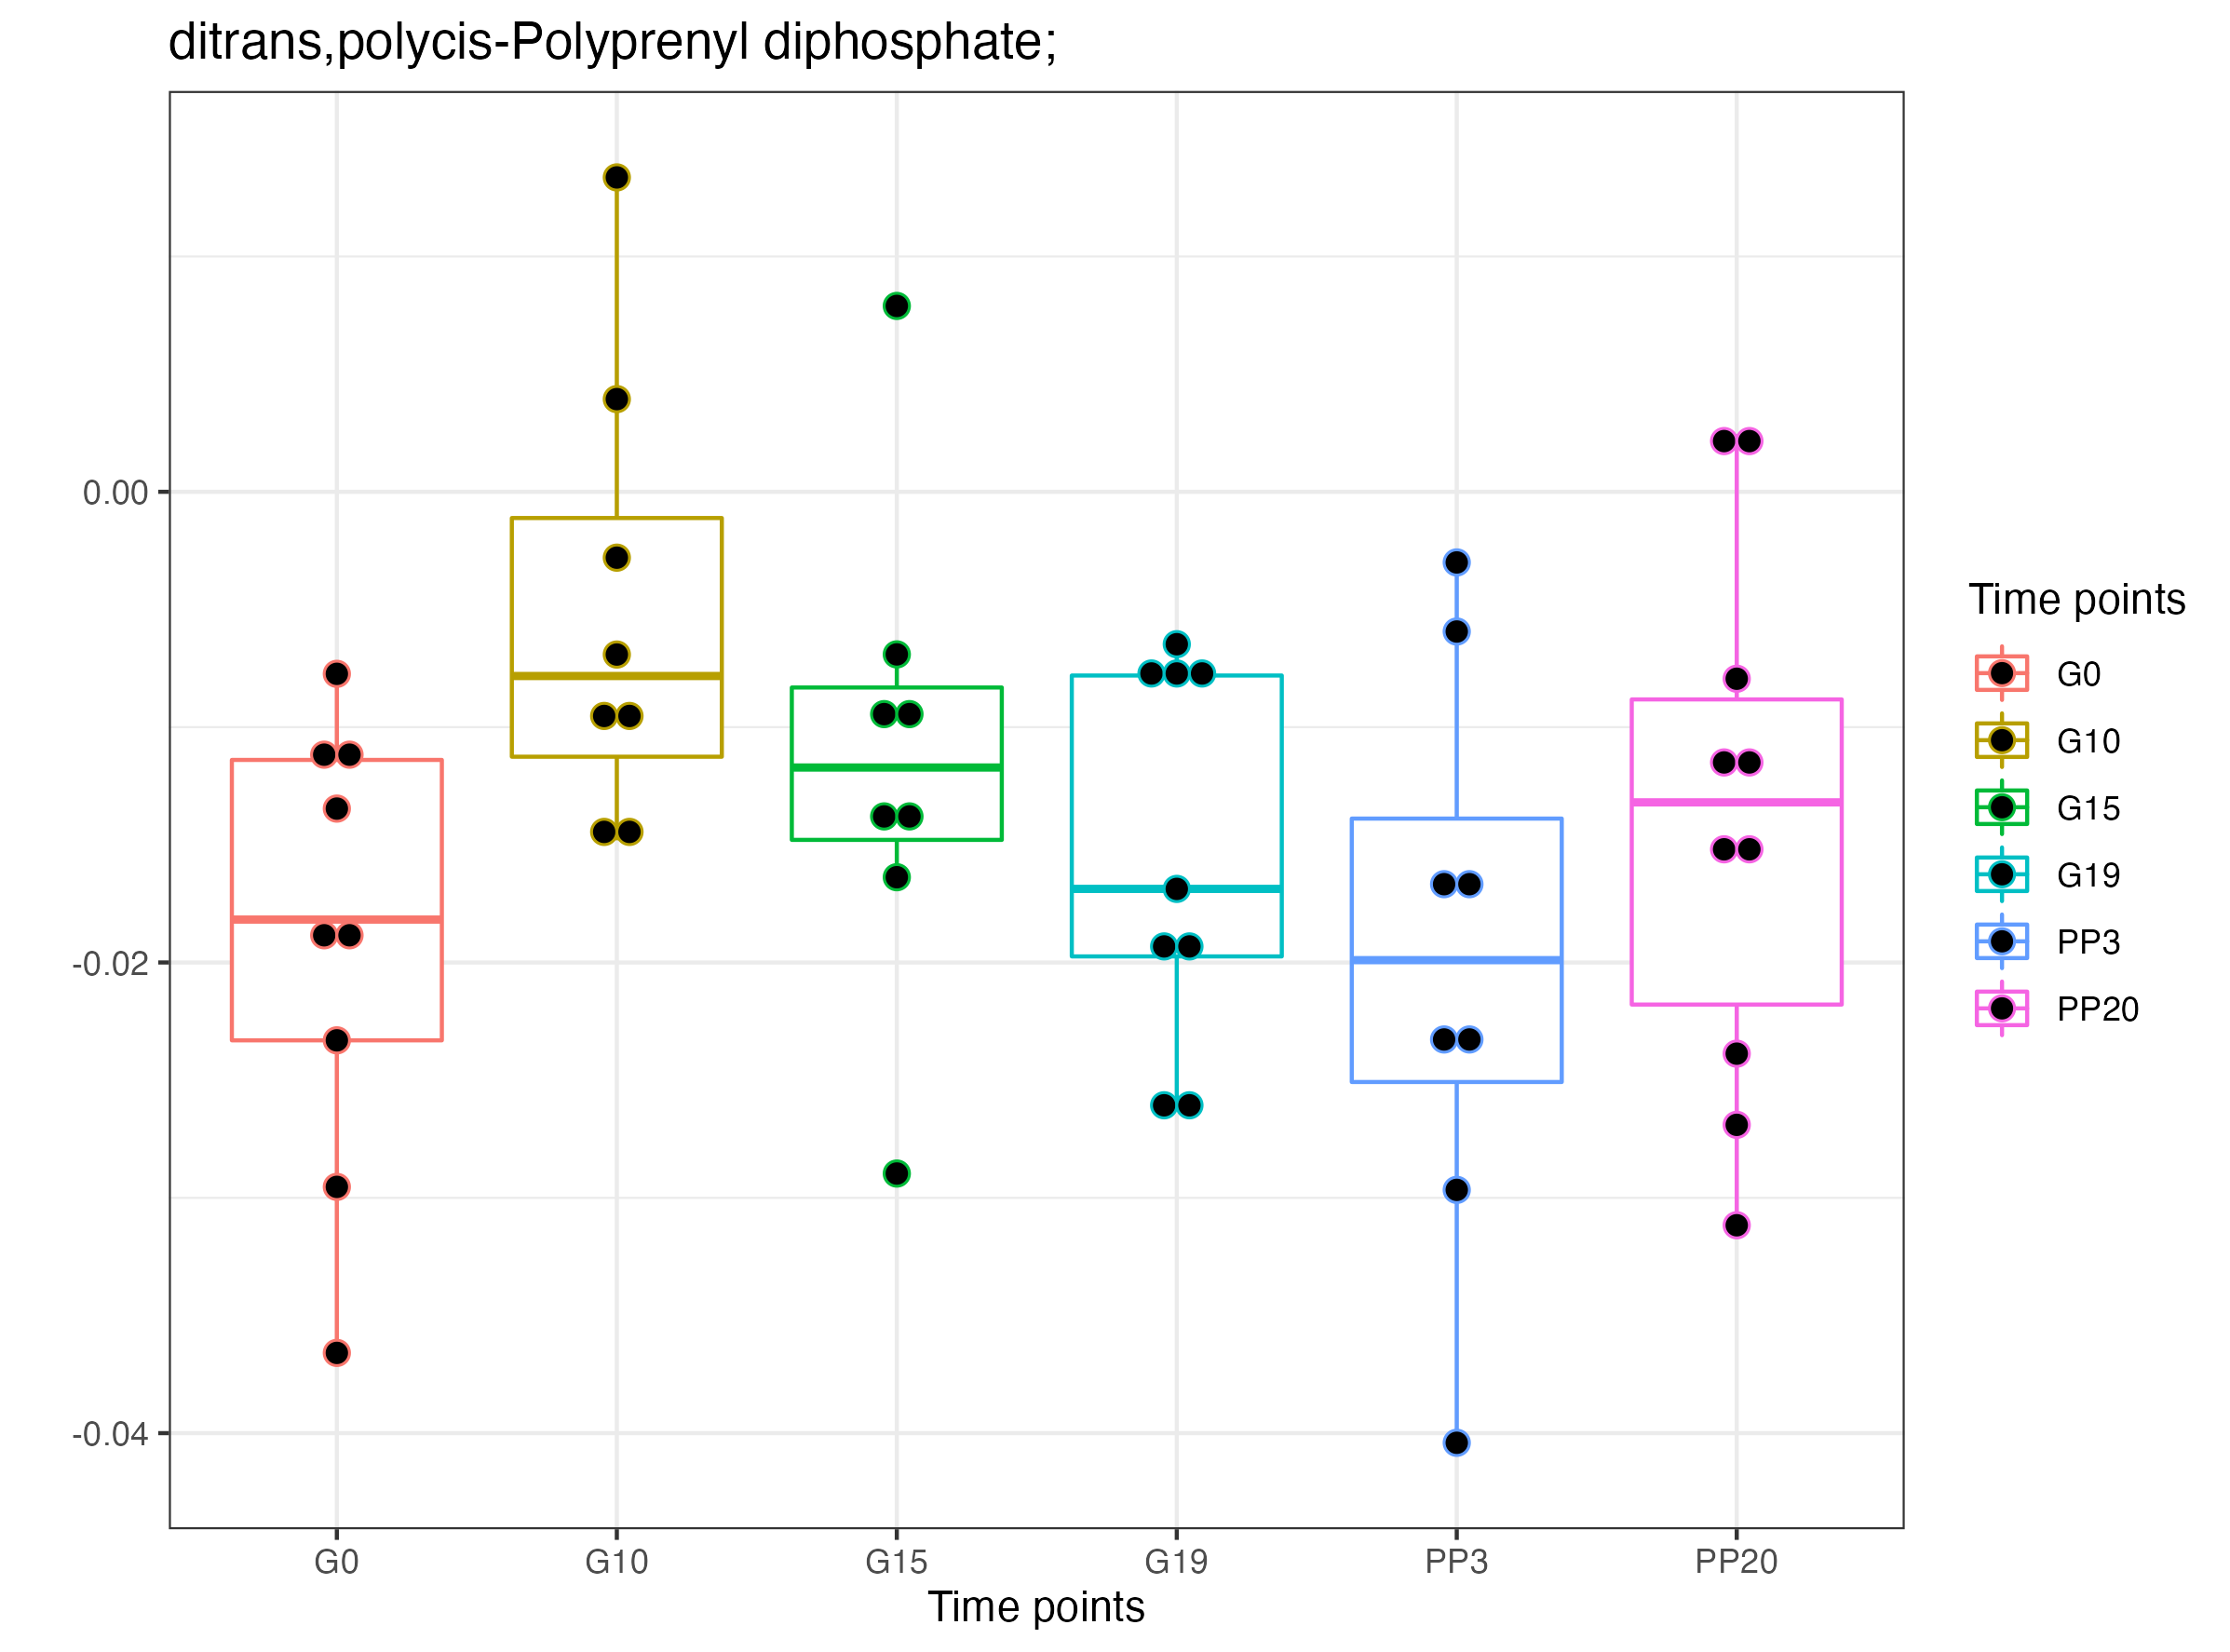 ditrans,polycis-Polyprenyl diphosphate;
0.00
-0.02
-0.04
G0 G10 G15 G19 PP3 PP20
Time points
Time points
G0
G10
G15
G19
PP3
PP20